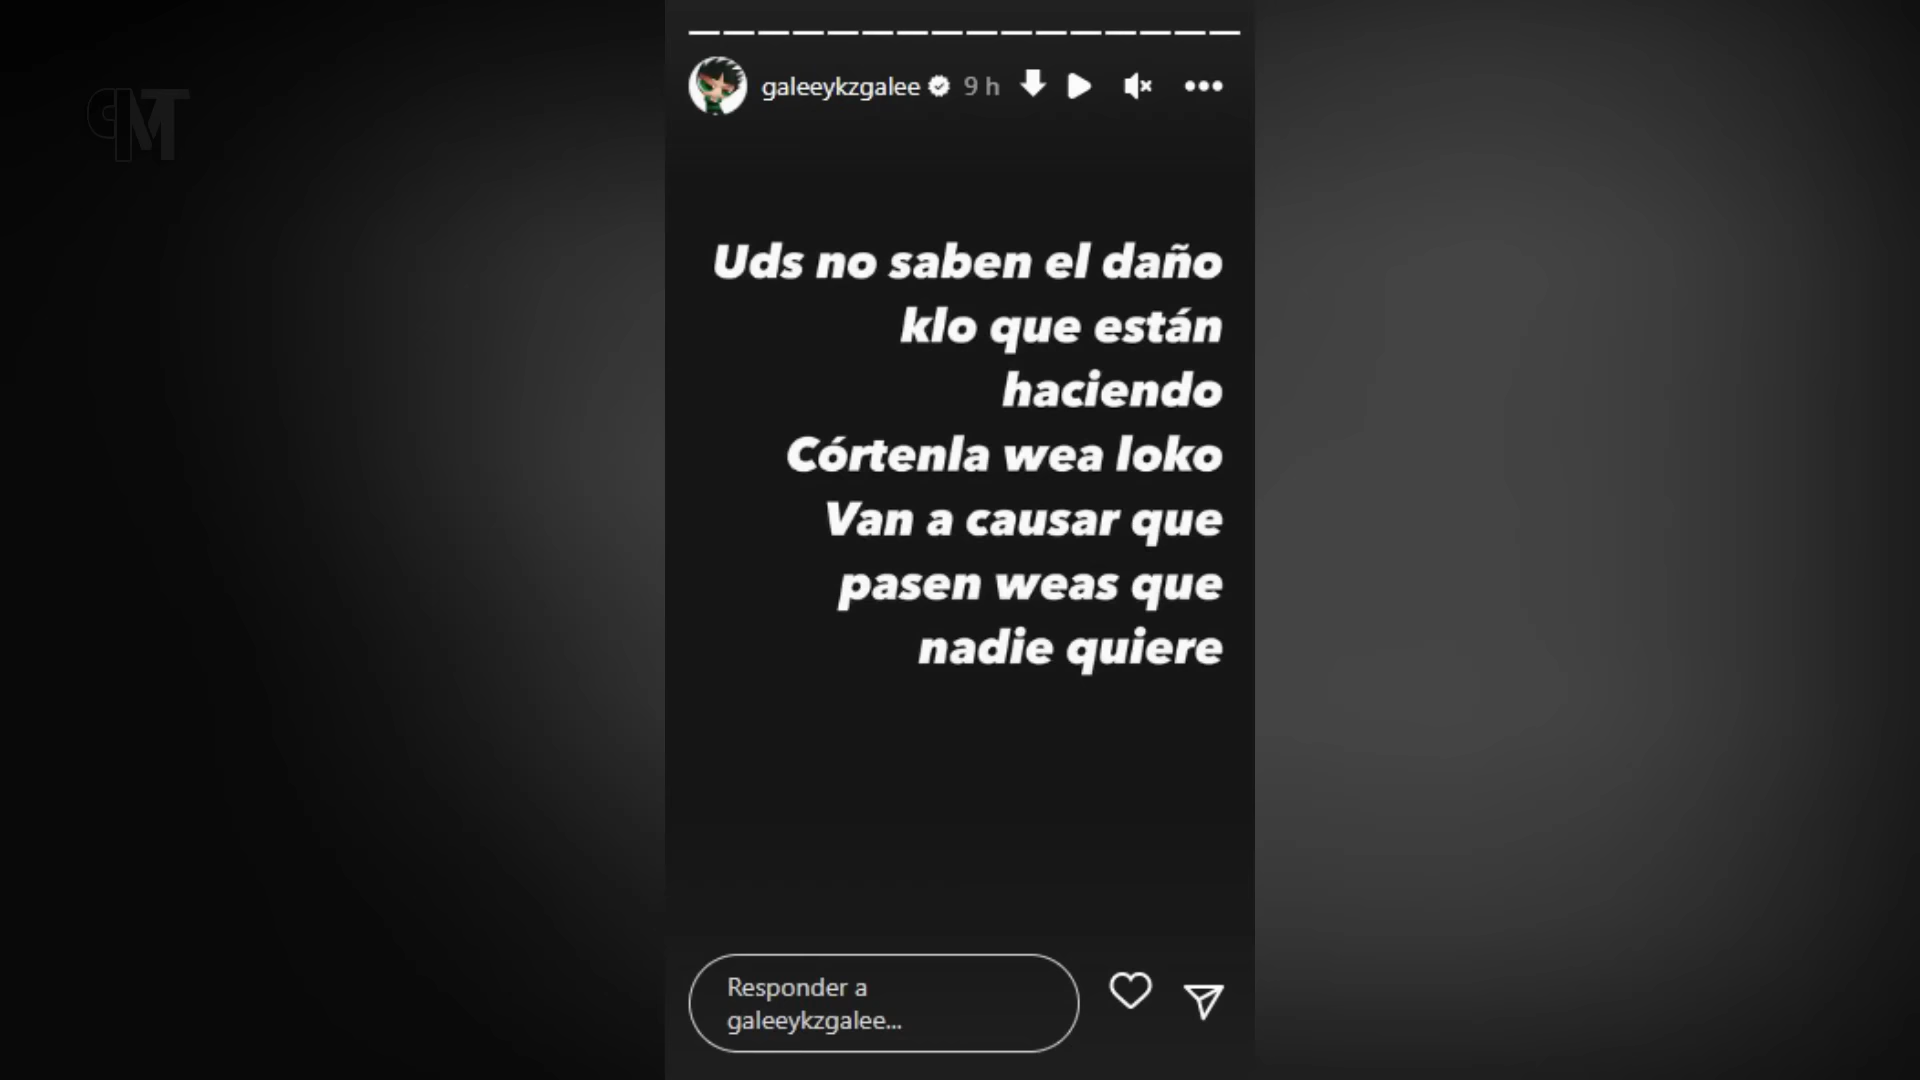 PMT
galeeykzgalee 9 h
Uds no saben el daño
klo que están
haciendo
Córtenla wea loko
Van a causar que
pasen weas que
nadie quiere
Responder a
galeeykzgalee...